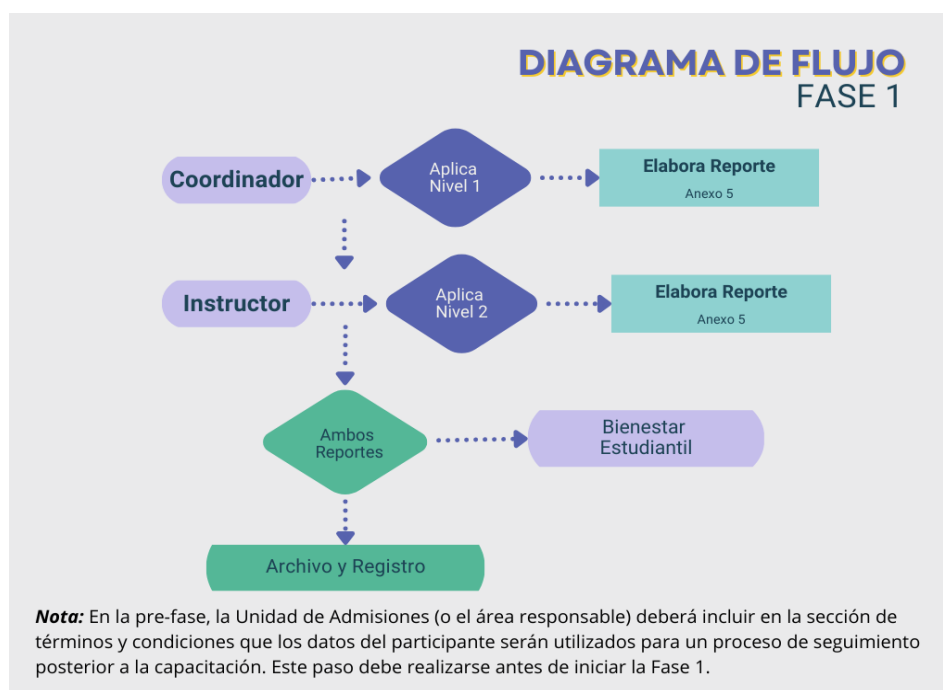 DIAGRAMA DE FLUJO
FASE 1
Coordinador
Aplica
Nivel 1
Elabora Reporte
Anexo 5
Instructor
Aplica
Nivel 2
Elabora Reporte
Anexo 5
Ambos
Reportes
Bienestar
Estudiantil
Archivo y Registro
Nota: En la pre-fase, la Unidad de Admisiones (o el área responsable) deberá incluir en la sección de
términos y condiciones que los datos del participante serán utilizados para un proceso de seguimiento
posterior a la capacitación. Este paso debe realizarse antes de iniciar la Fase 1.